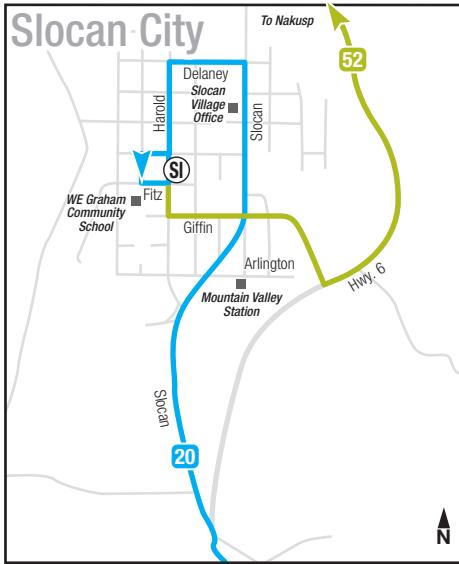 Slocan City
To Nakusp
52
Delaney
Slocan
Village
Office
Harold
Slocan
SI
Fitz
WE Graham
Community
School
Giffin
Arlington
Hwy. 6
Mountain Valley
Station
Slocan
20
N